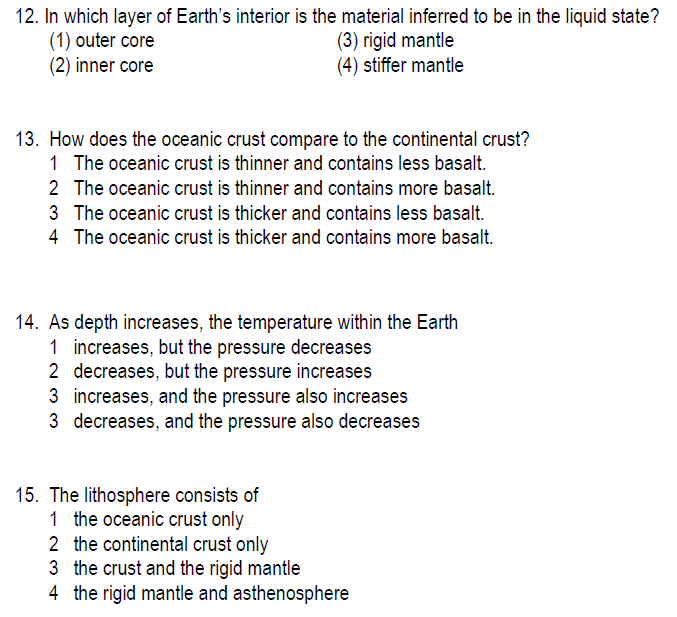 12. In which layer of Earth's interior is the material inferred to be in the liquid state?
(1) outer core (3) rigid mantle
(2) inner core (4) stiffer mantle
13. How does the oceanic crust compare to the continental crust?
1 The oceanic crust is thinner and contains less basalt.
2 The oceanic crust is thinner and contains more basalt.
3 The oceanic crust is thicker and contains less basalt.
4 The oceanic crust is thicker and contains more basalt.
14. As depth increases, the temperature within the Earth
1 increases, but the pressure decreases
2 decreases, but the pressure increases
3 increases, and the pressure also increases
3 decreases, and the pressure also decreases
15. The lithosphere consists of
1 the oceanic crust only
2 the continental crust only
3 the crust and the rigid mantle
4 the rigid mantle and asthenosphere